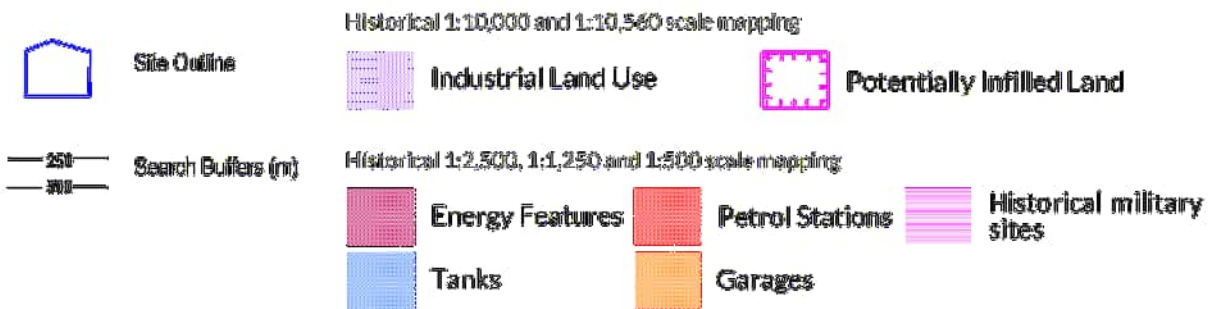 Historical 1:10,000 and 1:10,560 scale mapping
Site Outline
Industrial Land Use
Potentially Infilled Land
250
Search Buffers (m)
Historical 1:2,500, 1:1,250 and 1:500 scale mapping
Energy Features
Petrol Stations
Historical military
sites
Tanks
Garages